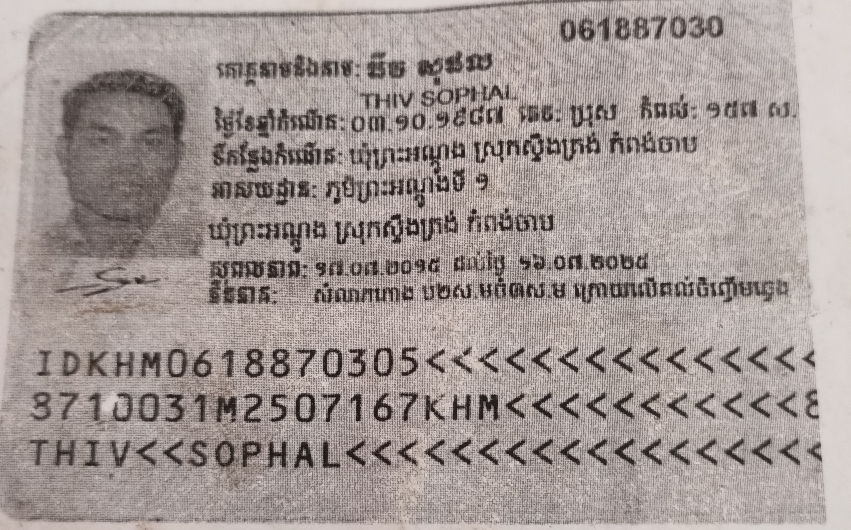 061887030
គោត្តនាមនិងនាម: ធីវ សុផល
THIV SOPHAL
ថ្ងៃខែឆ្នាំកំណើត: ០៣.១០.១៩៨៧ ភេទ: ប្រុស កំពស់: ១៥៧ ស.
ទីកន្លែងកំណើត: ឃុំព្រះអណ្ដូង ស្រុកស្ទឹងត្រង់ កំពង់ចាម
អាសយដ្ឋាន: ភូមិព្រះអណ្ដូងទី ១
ឃុំព្រះអណ្ដូង ស្រុកស្ទឹងត្រង់ កំពង់ចាម
សុពលភាព: ១៧.០៧.២០១៥ ដល់ថ្ងៃ ១៦.០៧.២០២៥
ភិនភាគ:
IDKHM0618870305<<<<<<<<<<<<<<<
8710031M2507167KHM<<<<<<<<<<<8
THIV<<SOPHAL<<<<<<<<<<<<<<<<<<